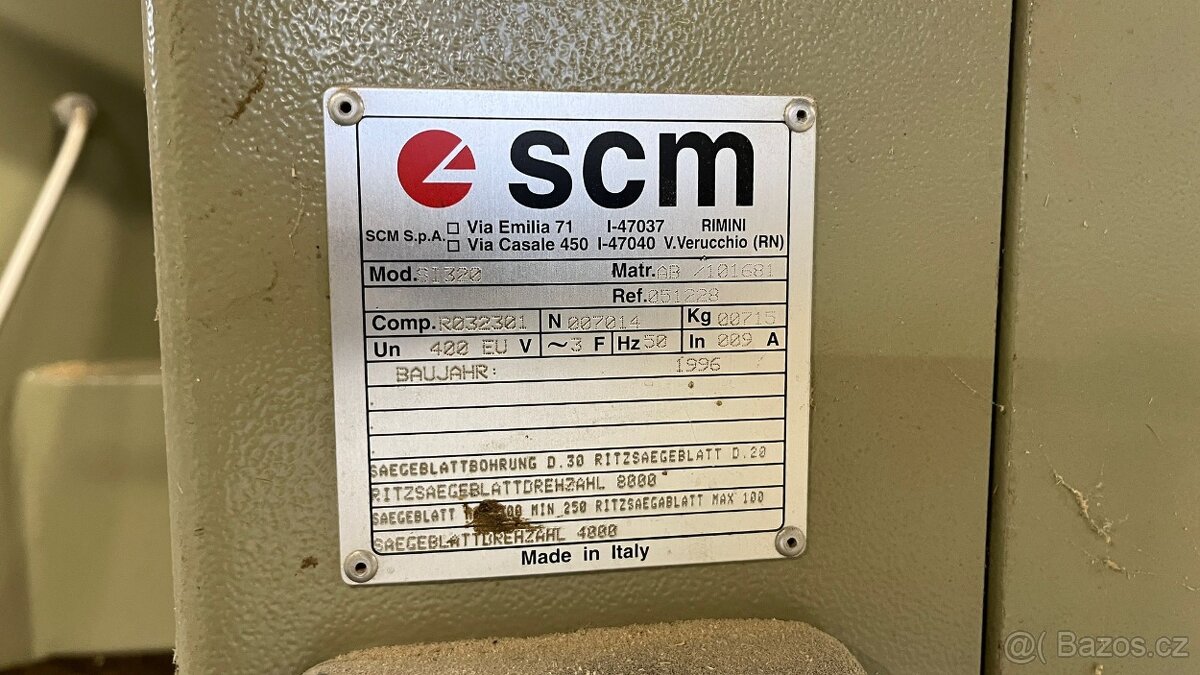 scm
SCM S.p.A. Via Emilia 71 I-47037 RIMINI
Via Casale 450 I-47040 V.Verucchio (RN)
Mod. SI320 Matr. AB /101681
Ref. 051228
Comp. R032301 N 007014 Kg 00715
Un 400 EU V ~3 F Hz 50 In 009 A
BAUJAHR: 1996
SAEGEBLATTBOHRUNG D.30 RITZSAEGEBLATT D.20
RITZSAEGEBLATTDREHZAHL 8000
SAEGEBLATT MIN 250 RITZSAEGABLATT MAX 100
SAEGEBLATTDREHZAHL 4000
Made in Italy
Bazos.cz